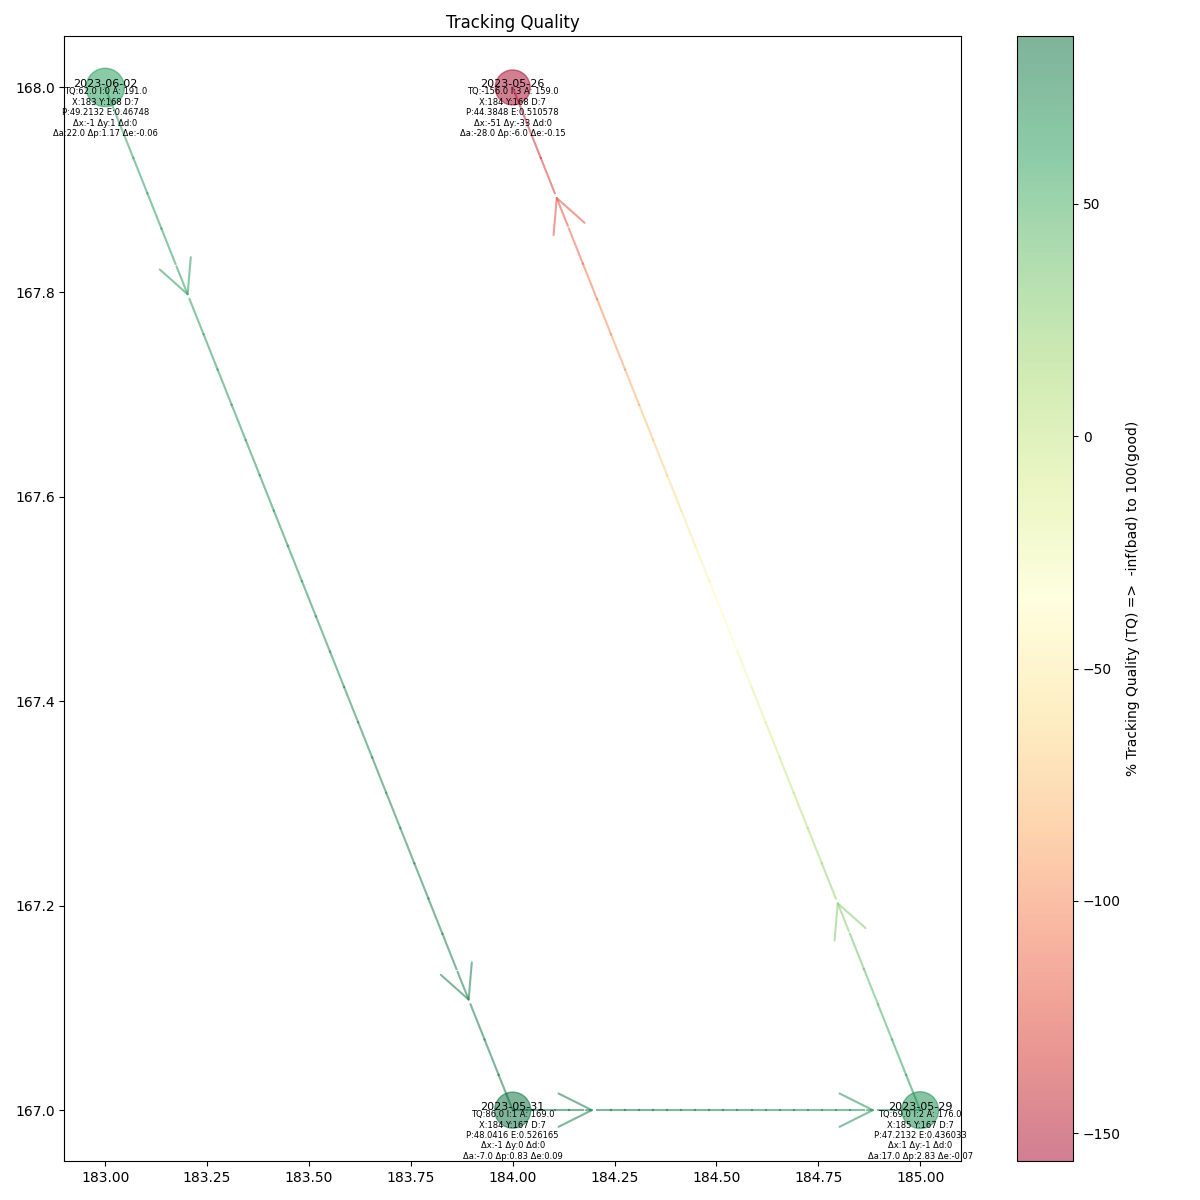 Tracking Quality
168.0
167.8
167.6
167.4
167.2
167.0
2023-06-02
TQ:62.0 I:0 A: 191.0
X:183 Y:168 D:7
P:49.2132 E:0.46748
Δx:-1 Δy:1 Δd:0
Δa:22.0 Δp:1.17 Δe:-0.06
2023-05-26
TQ:-156.0 I:3 A: 159.0
X:184 Y:168 D:7
P:44.3848 E:0.510578
Δx:-51 Δy:-33 Δd:0
Δa:-28.0 Δp:-6.0 Δe:-0.15
2023-05-31
TQ:86.0 I:1 A: 169.0
X:184 Y:167 D:7
P:48.0416 E:0.526165
Δx:-1 Δy:0 Δd:0
Δa:-7.0 Δp:0.83 Δe:0.09
2023-05-29
TQ:69.0 I:2 A: 176.0
X:185 Y:167 D:7
P:47.2132 E:0.436033
Δx:1 Δy:-1 Δd:0
Δa:17.0 Δp:2.83 Δe:-0.07
183.00 183.25 183.50 183.75 184.00 184.25 184.50 184.75 185.00
50
0
−50
−100
−150
% Tracking Quality (TQ) => -inf(bad) to 100(good)